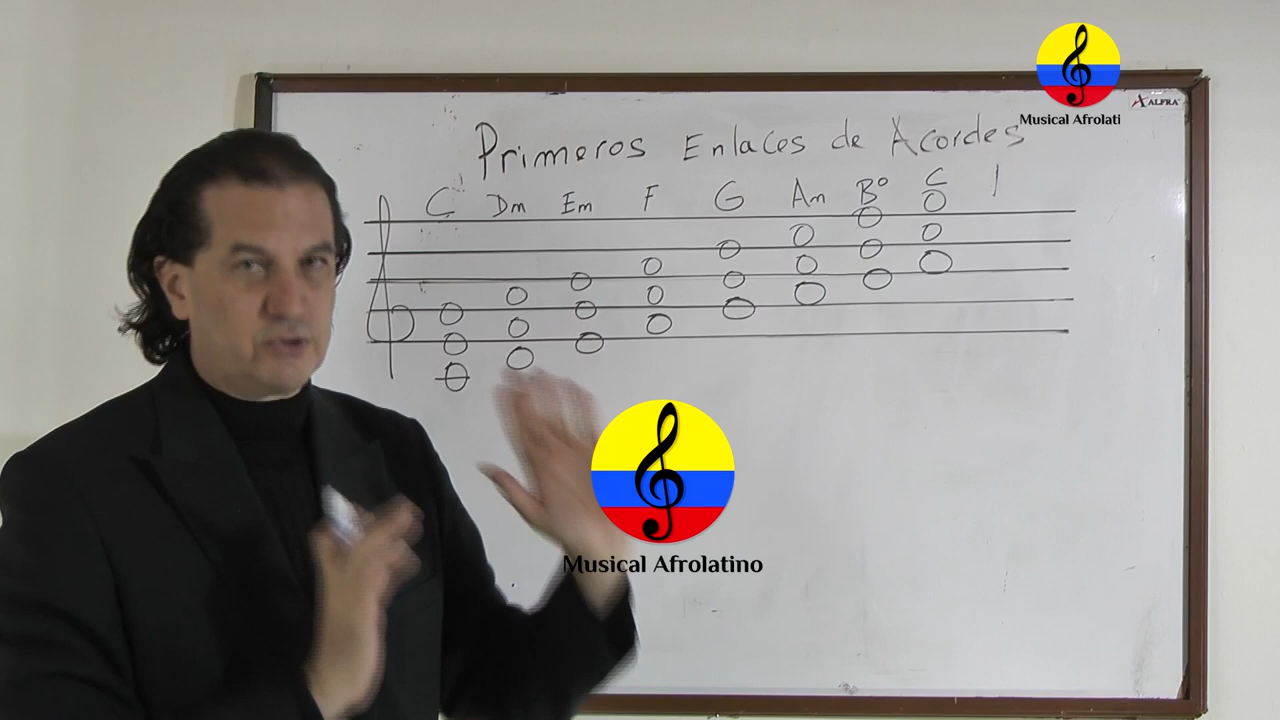 ALFRA
Musical Afrolati
Primeros Enlaces de Acordes
C Dm Em F G Am B° C
Musical Afrolatino